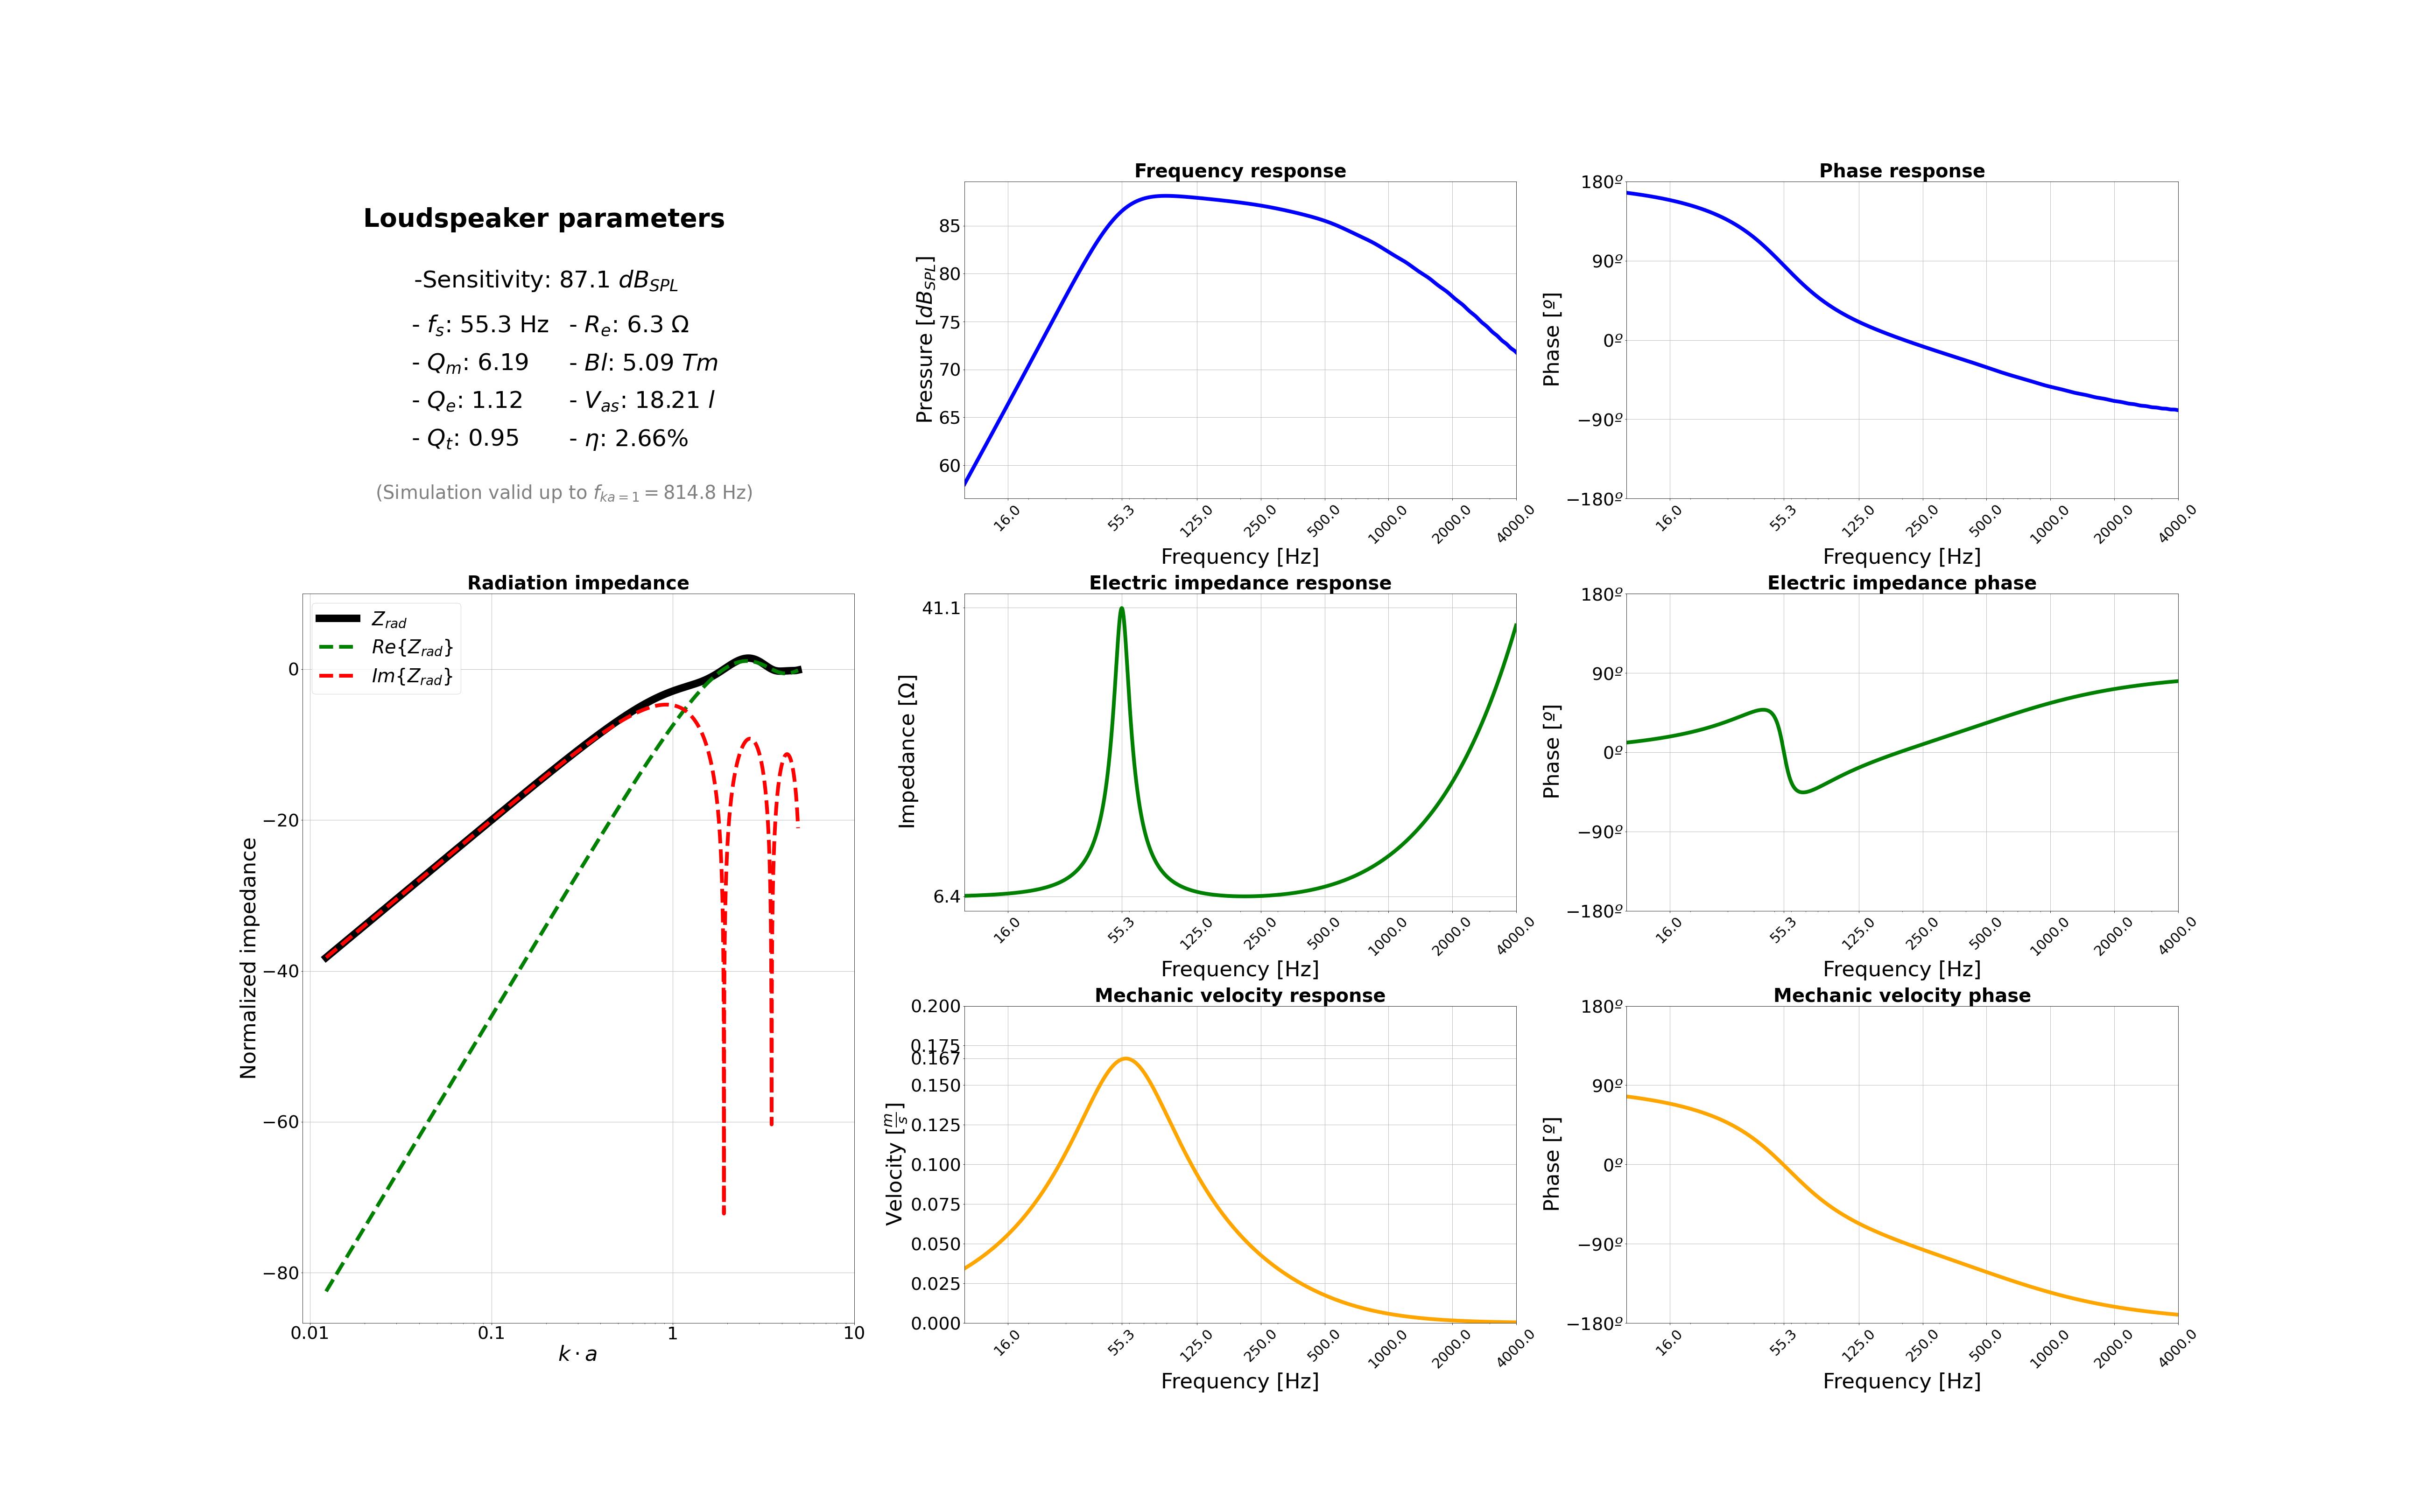 Loudspeaker parameters
-Sensitivity: 87.1 dB_SPL
- f_s: 55.3 Hz - R_e: 6.3 Ω
- Q_m: 6.19 - Bl: 5.09 Tm
- Q_e: 1.12 - V_as: 18.21 l
- Q_t: 0.95 - η: 2.66%
(Simulation valid up to f_ka=1 = 814.8 Hz)
Frequency response
Pressure [dB_SPL]
85
80
75
70
65
60
16.0 55.3 125.0 250.0 500.0 1000.0 2000.0 4000.0
Frequency [Hz]
Phase response
Phase [º]
180º
90º
0º
−90º
−180º
16.0 55.3 125.0 250.0 500.0 1000.0 2000.0 4000.0
Frequency [Hz]
Radiation impedance
Z_rad
Re{Z_rad}
Im{Z_rad}
Normalized impedance
0
−20
−40
−60
−80
0.01 0.1 1 10
k · a
Electric impedance response
Impedance [Ω]
41.1
6.4
16.0 55.3 125.0 250.0 500.0 1000.0 2000.0 4000.0
Frequency [Hz]
Electric impedance phase
Phase [º]
180º
90º
0º
−90º
−180º
16.0 55.3 125.0 250.0 500.0 1000.0 2000.0 4000.0
Frequency [Hz]
Mechanic velocity response
Velocity [m/s]
0.200
0.175
0.167
0.150
0.125
0.100
0.075
0.050
0.025
0.000
16.0 55.3 125.0 250.0 500.0 1000.0 2000.0 4000.0
Frequency [Hz]
Mechanic velocity phase
Phase [º]
180º
90º
0º
−90º
−180º
16.0 55.3 125.0 250.0 500.0 1000.0 2000.0 4000.0
Frequency [Hz]